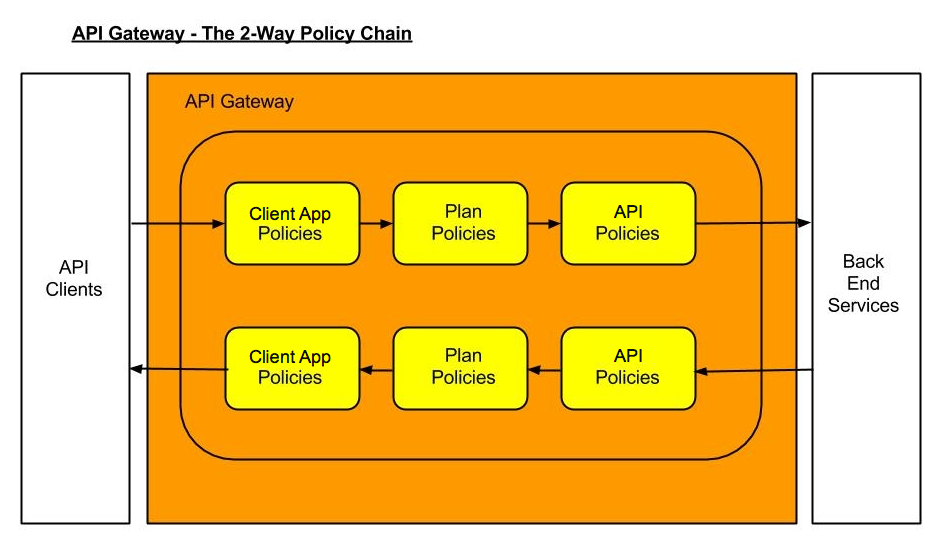 API Gateway - The 2-Way Policy Chain
API Gateway
Client App
Policies
Plan
Policies
API
Policies
API
Clients
Back
End
Services
Client App
Policies
Plan
Policies
API
Policies